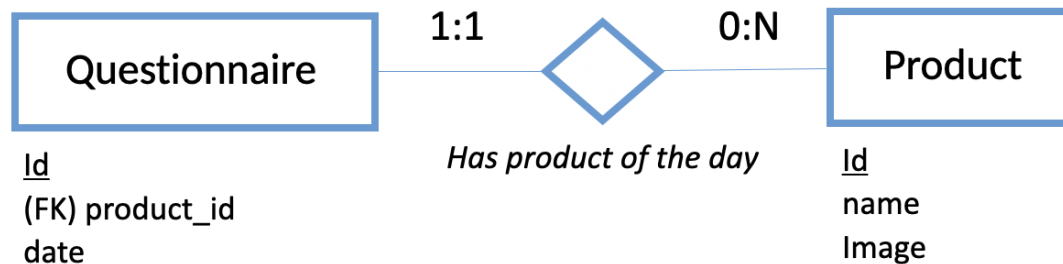 1:1
0:N
Questionnaire
Product
Has product of the day
Id
(FK) product_id
date
Id
name
Image